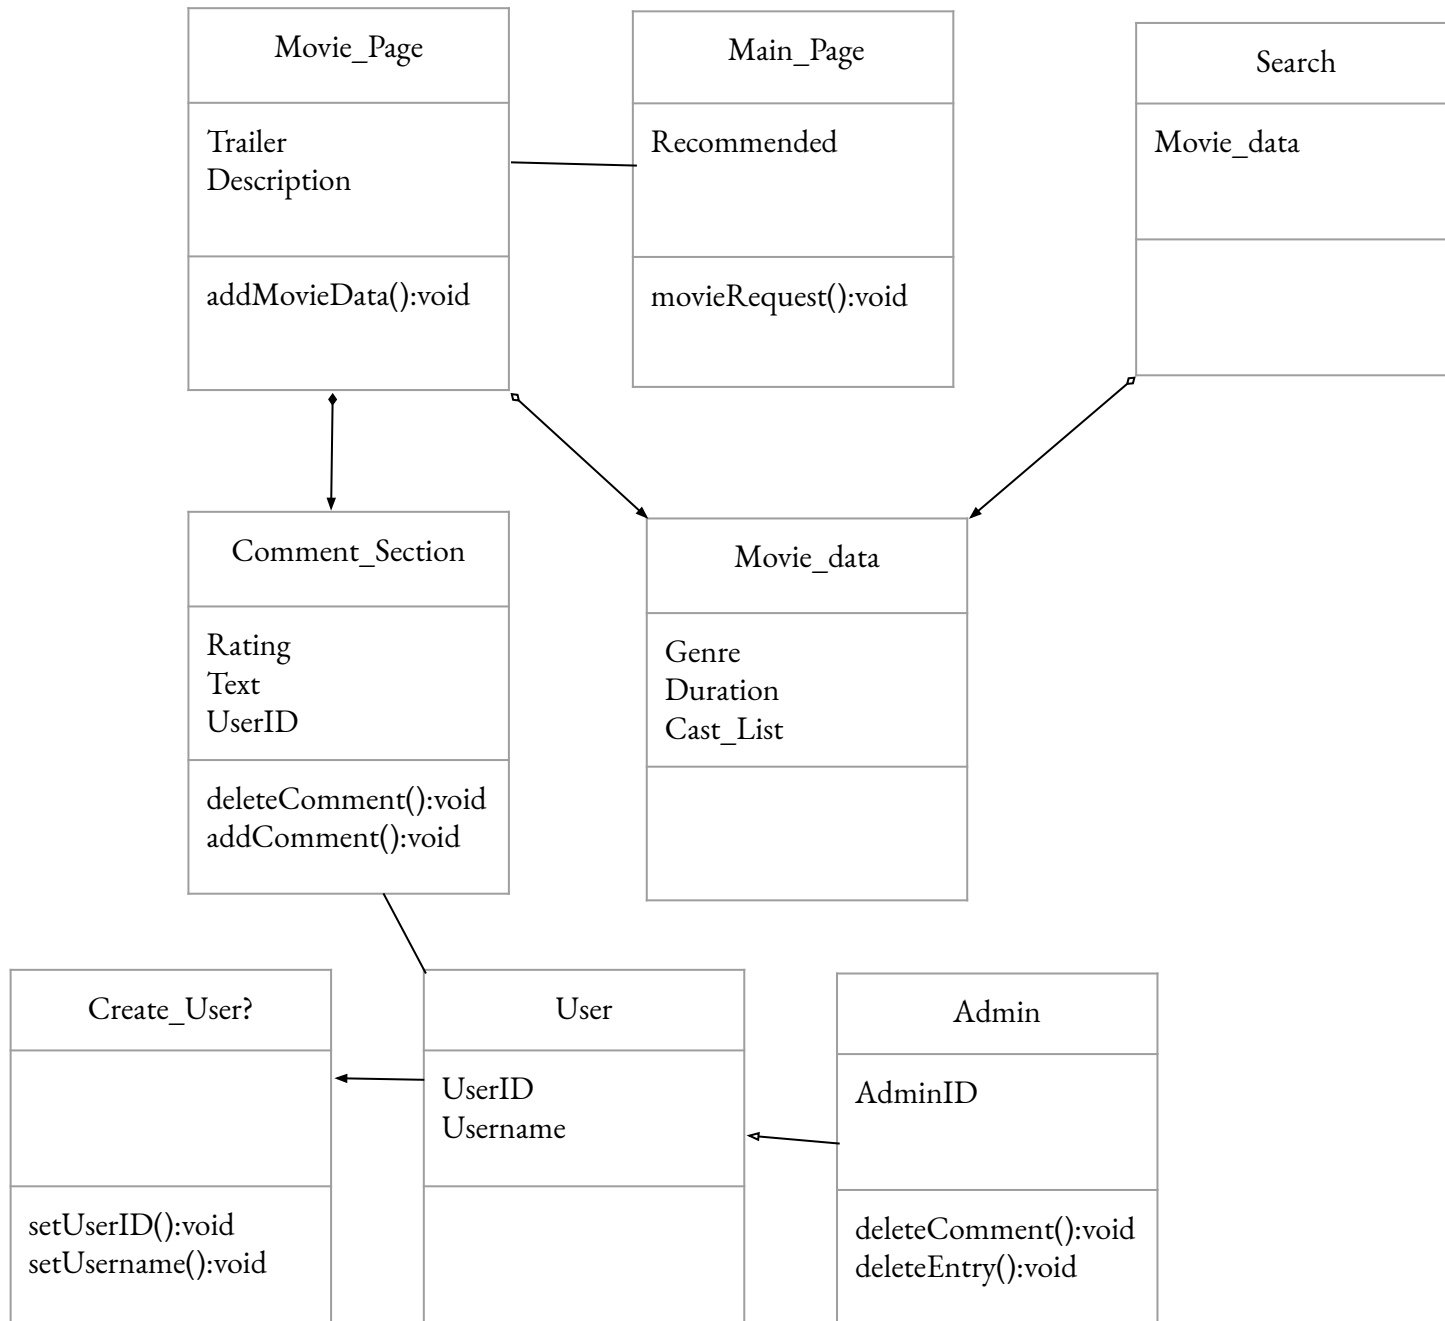 Movie_Page
Trailer
Description
addMovieData():void
Main_Page
Recommended
movieRequest():void
Search
Movie_data
Comment_Section
Rating
Text
UserID
deleteComment():void
addComment():void
Movie_data
Genre
Duration
Cast_List
Create_User?
setUserID():void
setUsername():void
User
UserID
Username
Admin
AdminID
deleteComment():void
deleteEntry():void